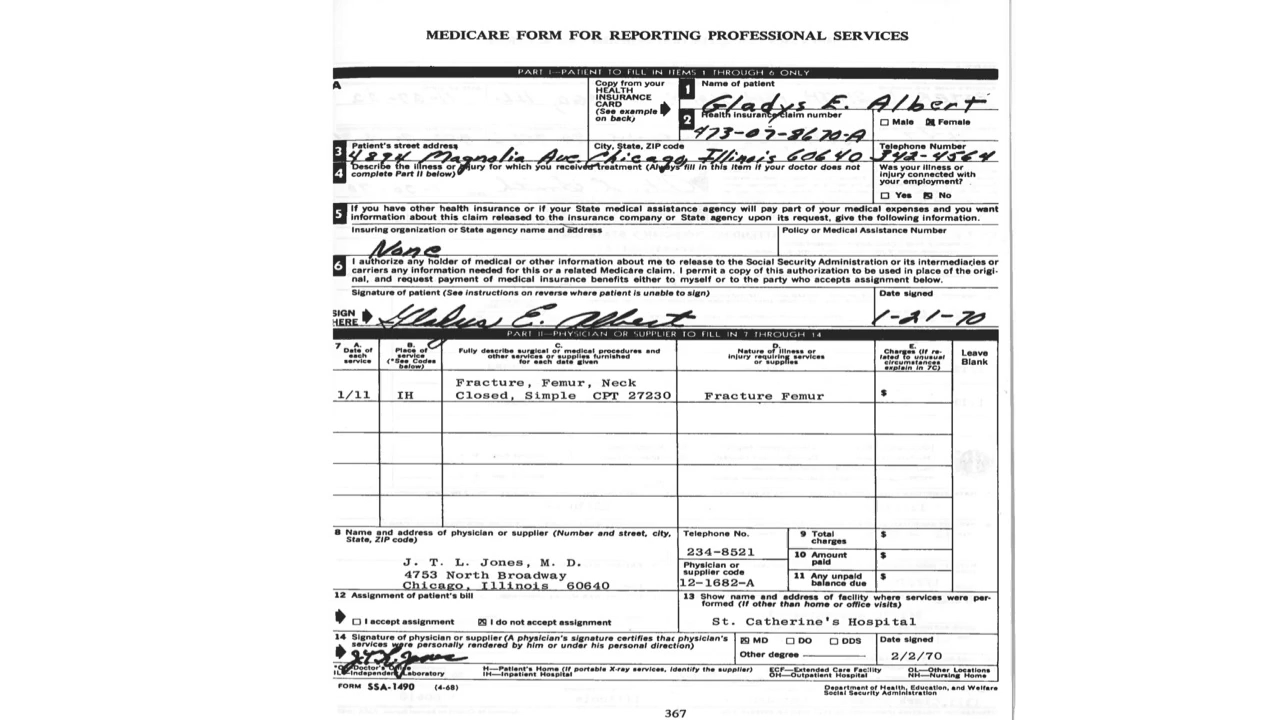 MEDICARE FORM FOR REPORTING PROFESSIONAL SERVICES
PART I—PATIENT TO FILL IN ITEMS 1 THROUGH 6 ONLY
A
Copy from your
HEALTH
INSURANCE
CARD
(See example
on back)
1 Name of patient
Gladys E. Albert
2 Health insurance claim number
473-07-8670-A
☐ Male ☒ Female
3 Patient's street address City, State, ZIP code Telephone Number
4894 Magnolia Ave. Chicago, Illinois 60640 342-4564
4 Describe the illness or injury for which you received treatment (Always fill in this item if your doctor does not
complete Part II below)
Was your illness or
injury connected with
your employment?
☐ Yes ☒ No
5 If you have other health insurance or if your State medical assistance agency will pay part of your medical expenses and you want
information about this claim released to the insurance company or State agency upon its request, give the following information.
Insuring organization or State agency name and address Policy or Medical Assistance Number
None
6 I authorize any holder of medical or other information about me to release to the Social Security Administration or its intermediaries or
carriers any information needed for this or a related Medicare claim. I permit a copy of this authorization to be used in place of the origi-
nal, and request payment of medical insurance benefits either to myself or to the party who accepts assignment below.
Signature of patient (See instructions on reverse where patient is unable to sign) Date signed
SIGN
HERE Gladys E. Albert 1-21-70
PART II—PHYSICIAN OR SUPPLIER TO FILL IN 7 THROUGH 14
7 A.
Date of
each
service
B.
Place of
service
(*See Codes
below)
C.
Fully describe surgical or medical procedures and
other services or supplies furnished
for each date given
D.
Nature of illness or
injury requiring services
or supplies
E.
Charges (If re-
lated to unusual
circumstances
explain in 7C)
Leave
Blank
Fracture, Femur, Neck
1/11 IH Closed, Simple CPT 27230 Fracture Femur $
8 Name and address of physician or supplier (Number and street, city,
State, ZIP code)
J. T. L. Jones, M. D.
4753 North Broadway
Chicago, Illinois 60640
Telephone No.
234-8521
Physician or
supplier code
12-1682-A
9 Total
charges $
10 Amount
paid $
11 Any unpaid
balance due $
12 Assignment of patient's bill
☐ I accept assignment ☒ I do not accept assignment
13 Show name and address of facility where services were per-
formed (If other than home or office visits)
St. Catherine's Hospital
14 Signature of physician or supplier (A physician's signature certifies that physician's
services were personally rendered by him or under his personal direction)
J.T.L. Jones
☒ MD ☐ DO ☐ DDS
Other degree
Date signed
2/2/70
*O—Doctor's Office H—Patient's Home (If portable X-ray services, identify the supplier) ECF—Extended Care Facility OL—Other Locations
IL—Independent Laboratory IH—Inpatient Hospital OH—Outpatient Hospital NH—Nursing Home
FORM SSA-1490 (4-68)
Department of Health, Education, and Welfare
Social Security Administration
367